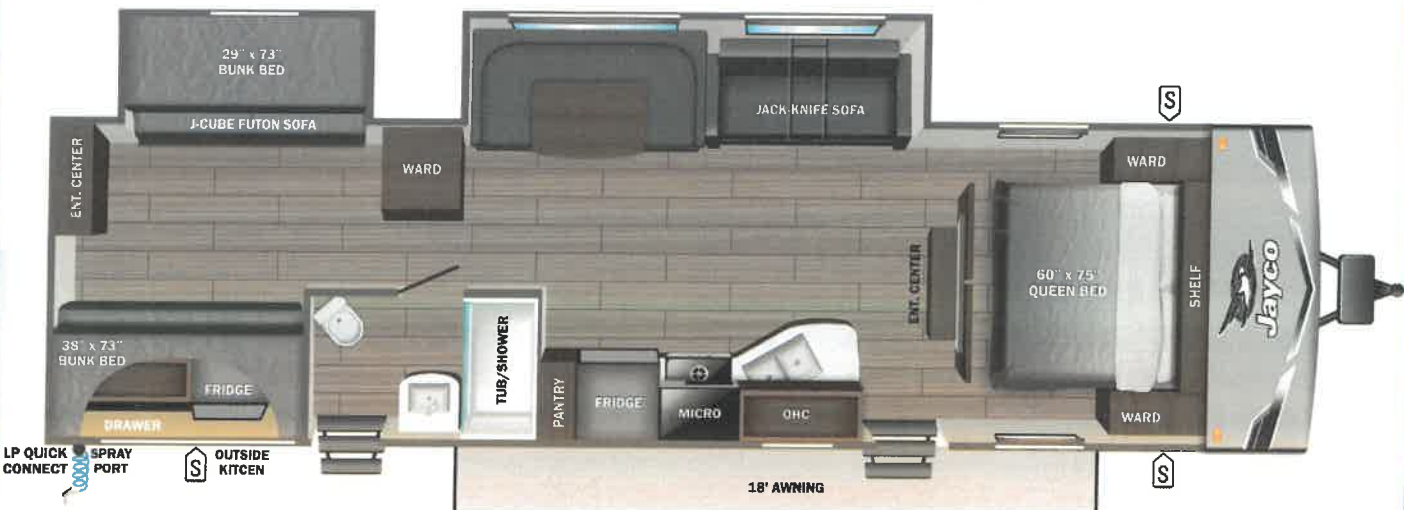 29" x 73"
BUNK BED
J-CUBE FUTON SOFA
JACK-KNIFE SOFA
S
ENT. CENTER
WARD
WARD
ENT. CENTER
60" x 75"
QUEEN BED
SHELF
Jayco
38" x 73"
BUNK BED
FRIDGE
DRAWER
TUB/SHOWER
PANTRY
FRIDGE
MICRO
OHC
WARD
LP QUICK
CONNECT
SPRAY
PORT
S
OUTSIDE
KITCEN
S
18' AWNING